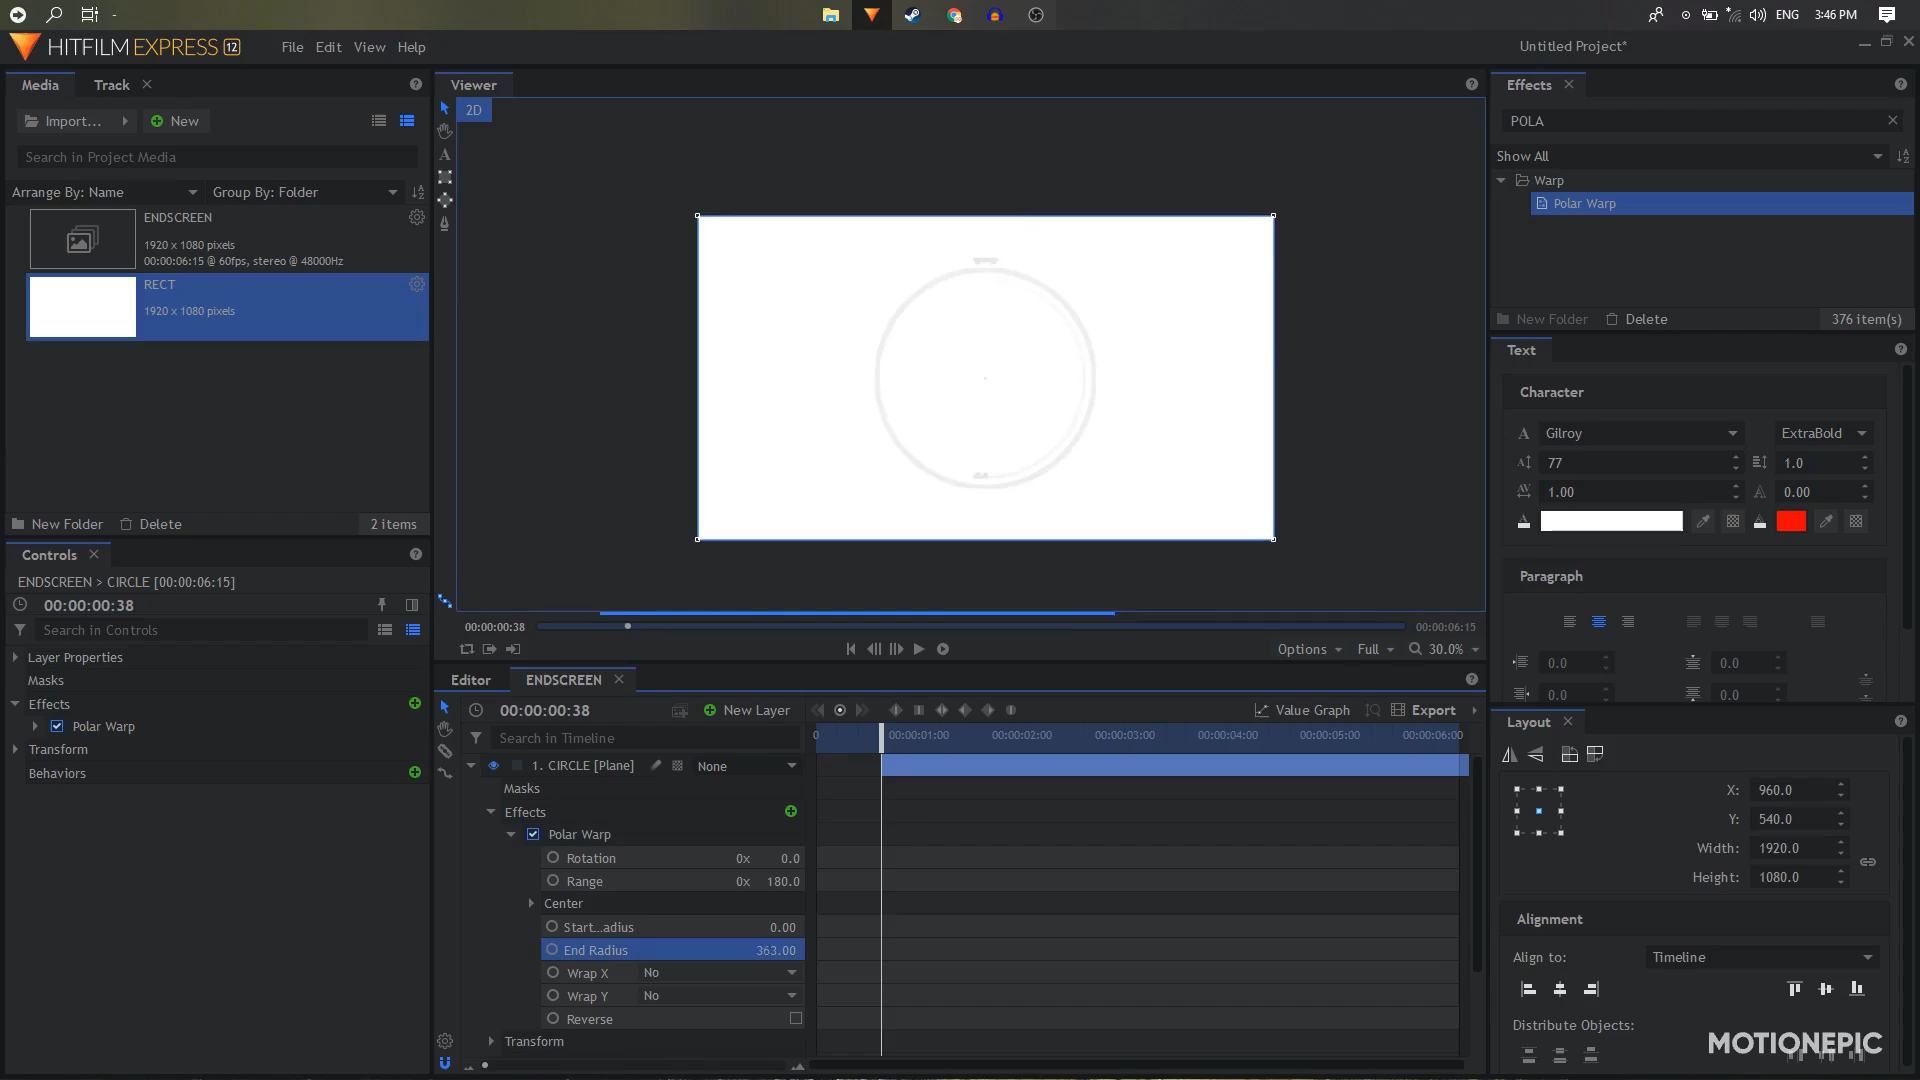 -
ENG
3:46 PM
HITFILM EXPRESS 12
File Edit View Help
Untitled Project*
Media
Track
Import...
New
Search in Project Media
Arrange By: Name
Group By: Folder
ENDSCREEN
1920 x 1080 pixels
00:00:06:15 @ 60fps, stereo @ 48000Hz
RECT
1920 x 1080 pixels
New Folder
Delete
2 items
Controls
ENDSCREEN > CIRCLE [00:00:06:15]
00:00:00:38
Search in Controls
Layer Properties
Masks
Effects
Polar Warp
Transform
Behaviors
Viewer
2D
00:00:00:38
00:00:06:15
Options
Full
30.0%
Editor
ENDSCREEN
00:00:00:38
New Layer
Value Graph
Export
Search in Timeline
0
00:00:01:00
00:00:02:00
00:00:03:00
00:00:04:00
00:00:05:00
00:00:06:00
1. CIRCLE [Plane]
None
Masks
Effects
Polar Warp
Rotation 0x 0.0
Range 0x 180.0
Center
Start...adius 0.00
End Radius 363.00
Wrap X No
Wrap Y No
Reverse
Transform
Effects
POLA
Show All
Warp
Polar Warp
New Folder
Delete
376 item(s)
Text
Character
Gilroy
ExtraBold
77
1.0
1.00
0.00
Paragraph
0.0
0.0
0.0
0.0
Layout
X: 960.0
Y: 540.0
Width: 1920.0
Height: 1080.0
Alignment
Align to: Timeline
Distribute Objects:
MOTIONEPIC